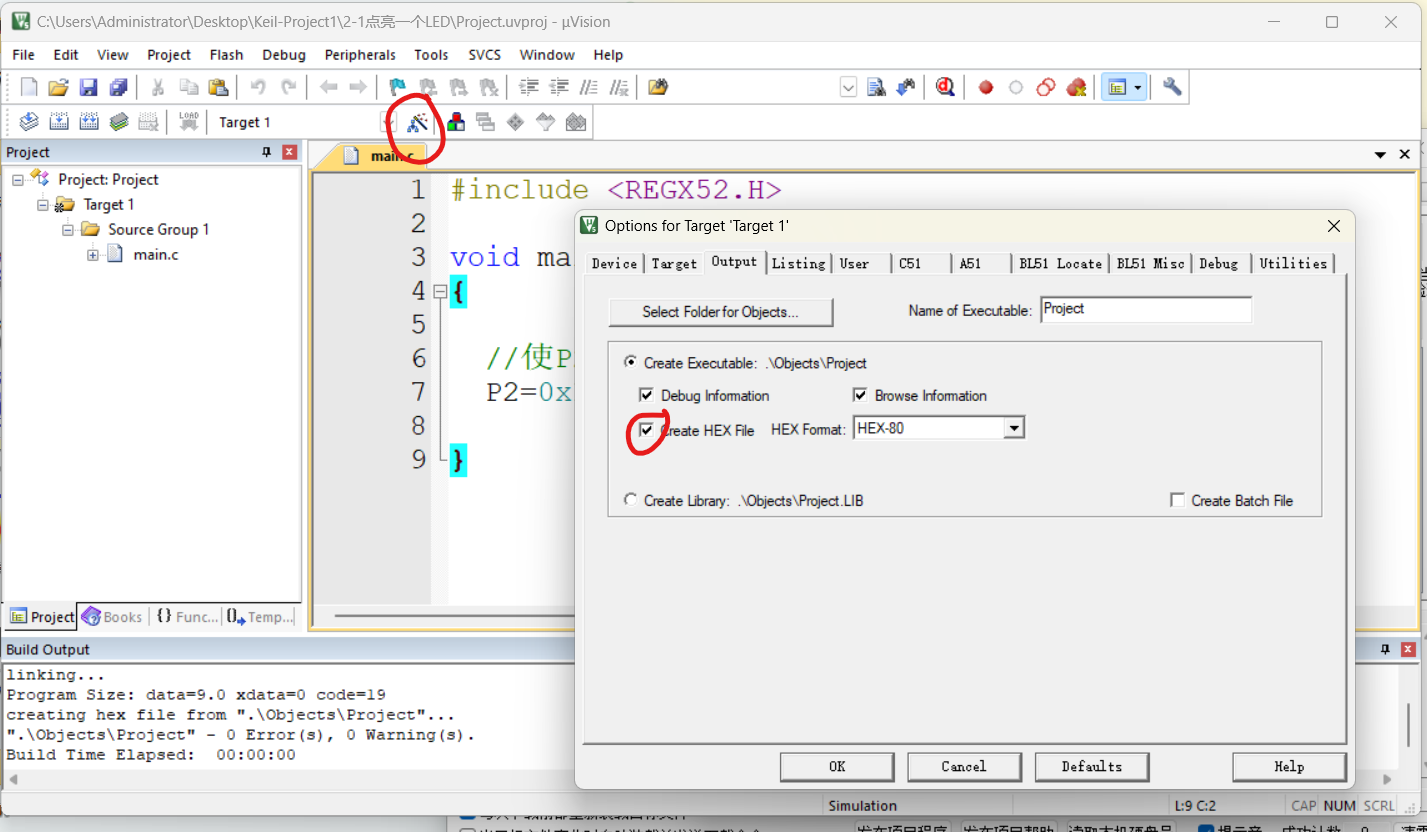 C:\Users\Administrator\Desktop\Keil-Project1\2-1点亮一个LED\Project.uvproj - µVision
File Edit View Project Flash Debug Peripherals Tools SVCS Window Help
LOAD
Target 1
Project
main.c
Project: Project
Target 1
Source Group 1
main.c
1 #include <REGX52.H>
2
3 void ma
4 {
5
6 //使P
7 P2=0x
8
9 }
Options for Target 'Target 1'
Device Target Output Listing User C51 A51 BL51 Locate BL51 Misc Debug Utilities
Select Folder for Objects...
Name of Executable: Project
Create Executable: .\Objects\Project
Debug Information
Browse Information
Create HEX File HEX Format: HEX-80
Create Library: .\Objects\Project.LIB
Create Batch File
OK Cancel Defaults Help
Project Books {} Func... Temp...
Build Output
linking...
Program Size: data=9.0 xdata=0 code=19
creating hex file from ".\Objects\Project"...
".\Objects\Project" - 0 Error(s), 0 Warning(s).
Build Time Elapsed: 00:00:00
Simulation L:9 C:2 CAP NUM SCRL